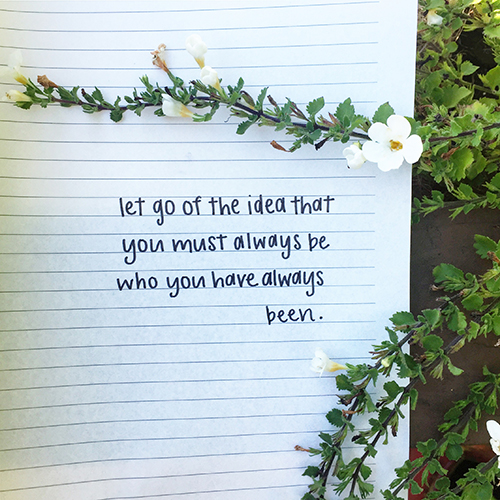 let go of the idea that
you must always be
who you have always
been.